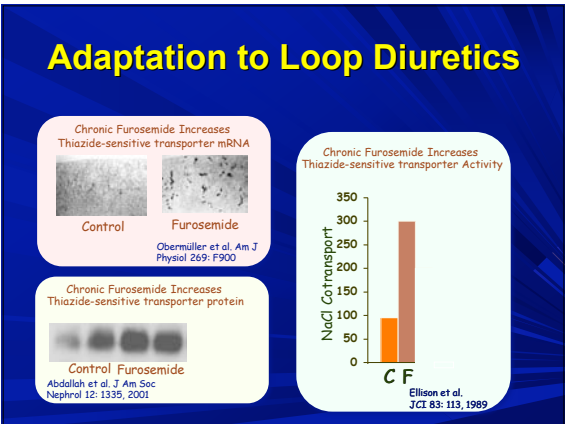 Adaptation to Loop Diuretics
Chronic Furosemide Increases
Thiazide-sensitive transporter mRNA
Control
Furosemide
Obermüller et al. Am J
Physiol 269: F900
Chronic Furosemide Increases
Thiazide-sensitive transporter protein
Control Furosemide
Abdallah et al. J Am Soc
Nephrol 12: 1335, 2001
Chronic Furosemide Increases
Thiazide-sensitive transporter Activity
NaCl Cotransport
350
300
250
200
150
100
50
0
C F
Ellison et al.
JCI 83: 113, 1989